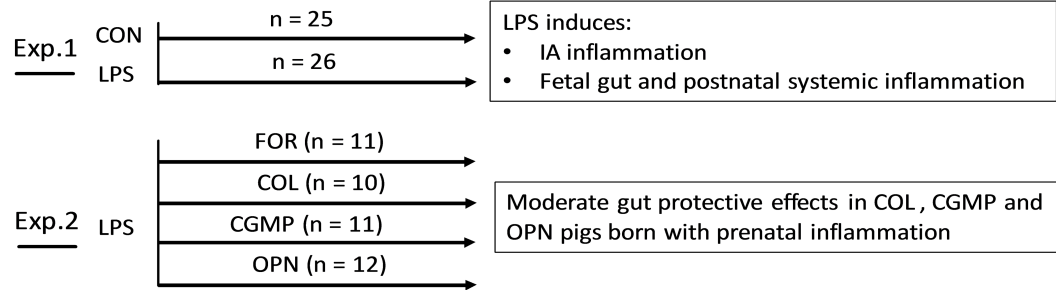 Exp.1
CON
LPS
n = 25
n = 26
LPS induces:
• IA inflammation
• Fetal gut and postnatal systemic inflammation
Exp.2
LPS
FOR (n = 11)
COL (n = 10)
CGMP (n = 11)
OPN (n = 12)
Moderate gut protective effects in COL , CGMP and
OPN pigs born with prenatal inflammation